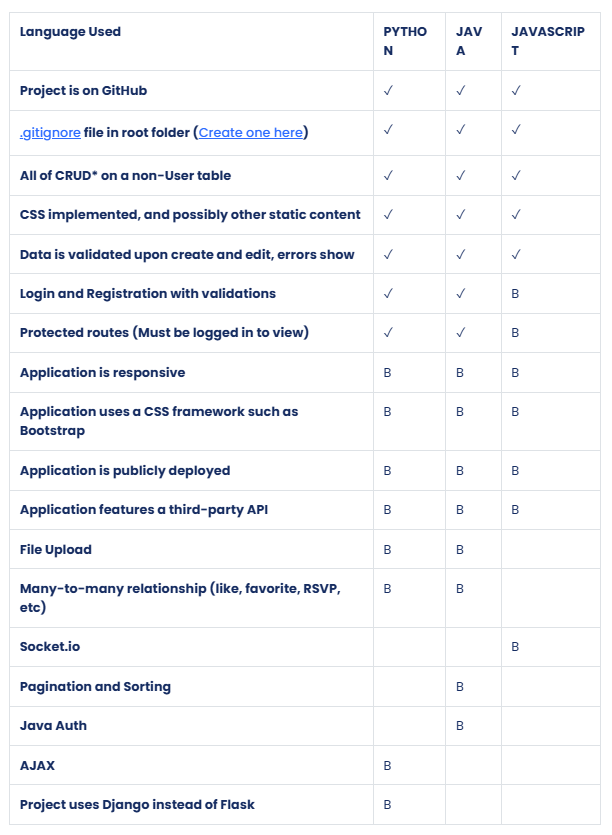 Language Used PYTHO JAV JAVASCRIP
N A T
Project is on GitHub ✓ ✓ ✓
.gitignore file in root folder (Create one here) ✓ ✓ ✓
All of CRUD* on a non-User table ✓ ✓ ✓
CSS implemented, and possibly other static content ✓ ✓ ✓
Data is validated upon create and edit, errors show ✓ ✓ ✓
Login and Registration with validations ✓ ✓ B
Protected routes (Must be logged in to view) ✓ ✓ B
Application is responsive B B B
Application uses a CSS framework such as B B B
Bootstrap
Application is publicly deployed B B B
Application features a third-party API B B B
File Upload B B
Many-to-many relationship (like, favorite, RSVP, B B
etc)
Socket.io B
Pagination and Sorting B
Java Auth B
AJAX B
Project uses Django instead of Flask B